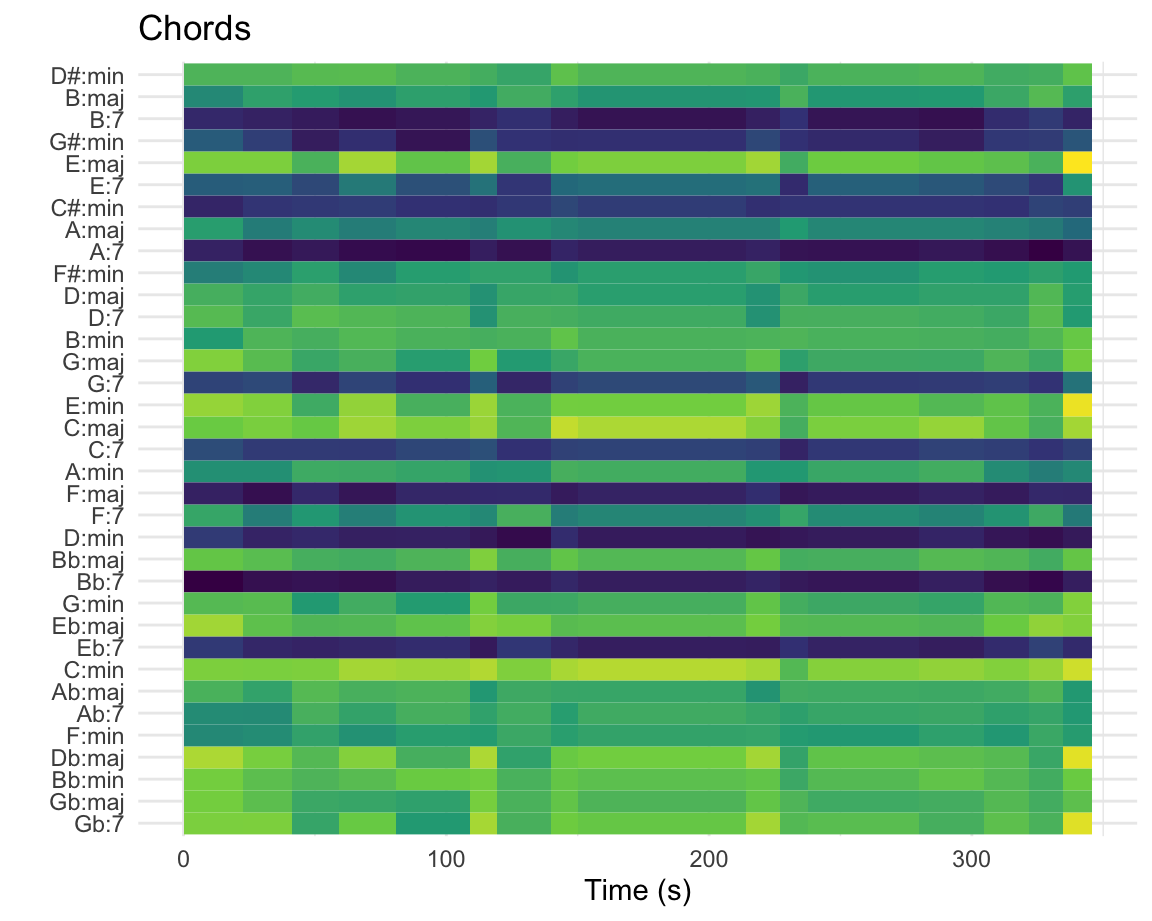 Chords
D#:min
B:maj
B:7
G#:min
E:maj
E:7
C#:min
A:maj
A:7
F#:min
D:maj
D:7
B:min
G:maj
G:7
E:min
C:maj
C:7
A:min
F:maj
F:7
D:min
Bb:maj
Bb:7
G:min
Eb:maj
Eb:7
C:min
Ab:maj
Ab:7
F:min
Db:maj
Bb:min
Gb:maj
Gb:7
0 100 200 300
Time (s)